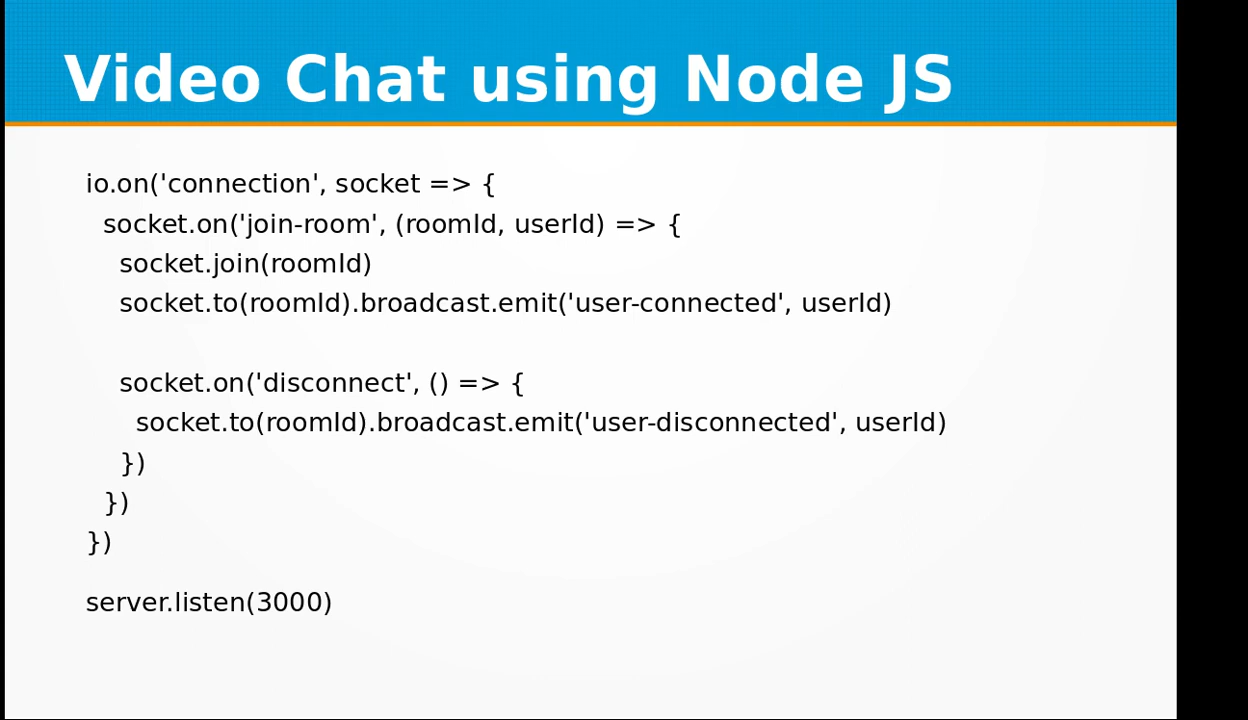 Video Chat using Node JS
io.on('connection', socket => {
  socket.on('join-room', (roomId, userId) => {
    socket.join(roomId)
    socket.to(roomId).broadcast.emit('user-connected', userId)

    socket.on('disconnect', () => {
      socket.to(roomId).broadcast.emit('user-disconnected', userId)
    })
  })
})
server.listen(3000)